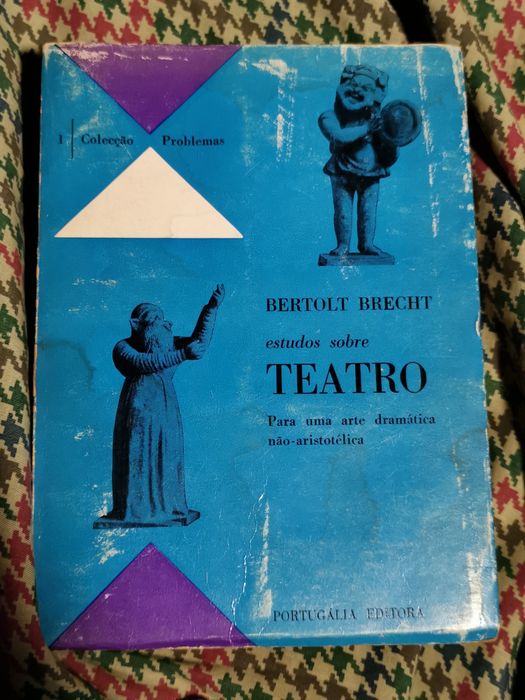 1 | Colecção Problemas
BERTOLT BRECHT
estudos sobre
TEATRO
Para uma arte dramática
não-aristotélica
PORTUGÁLIA EDITORA